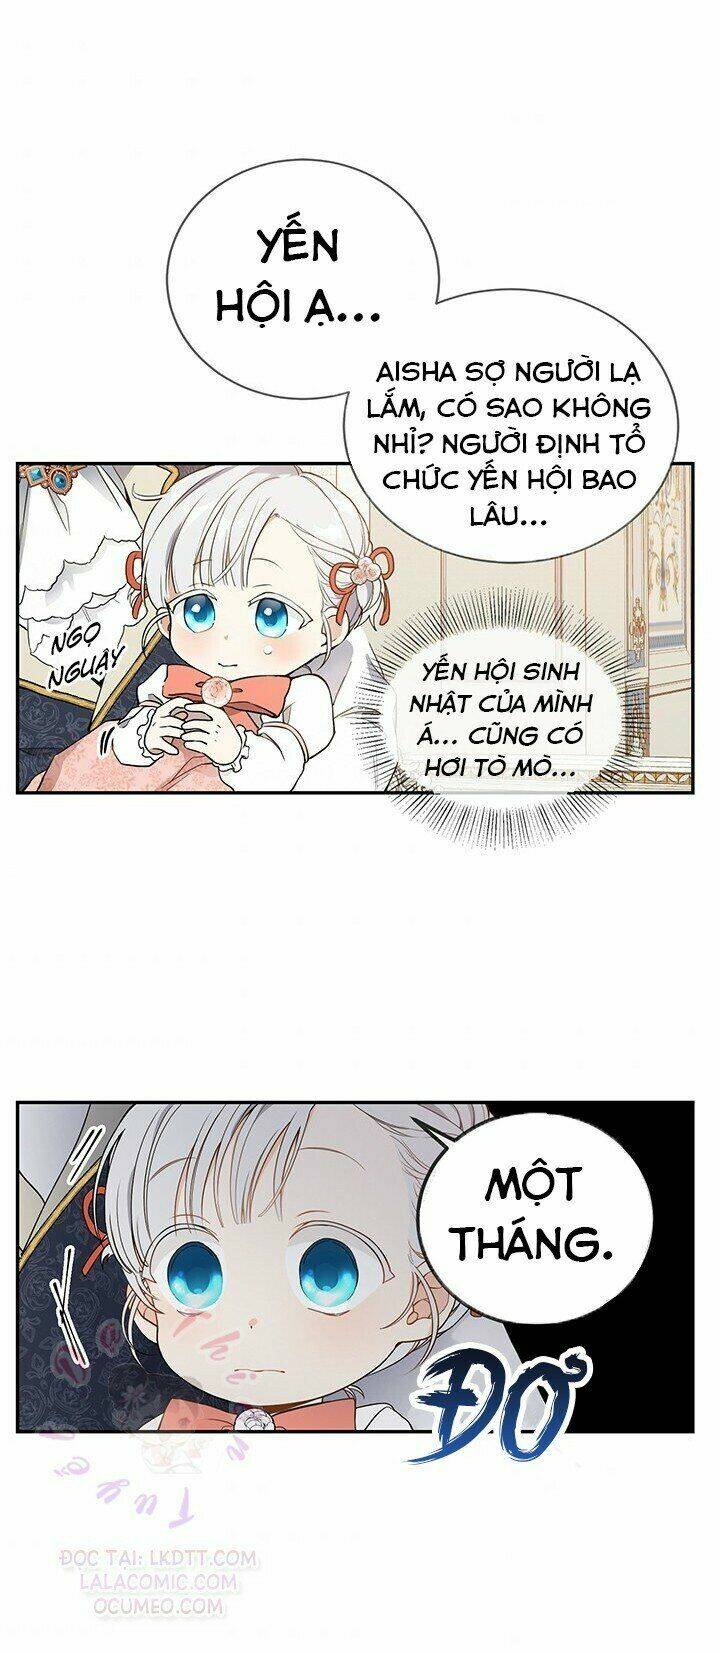 YẾN
HỘI Ạ...
AISHA SỢ NGƯỜI LẠ
LẮM, CÓ SAO KHÔNG
NHỈ? NGƯỜI ĐỊNH TỔ
CHỨC YẾN HỘI BAO
LÂU...
NGỌ
NGUẬY
YẾN HỘI SINH
NHẬT CỦA MÌNH
Á... CŨNG CÓ
HƠI TÒ MÒ...
MỘT
THÁNG.
ĐƠ
ĐỌC TẠI: LKDTT.COM
LALACOMIC.COM
OCUMEO.COM